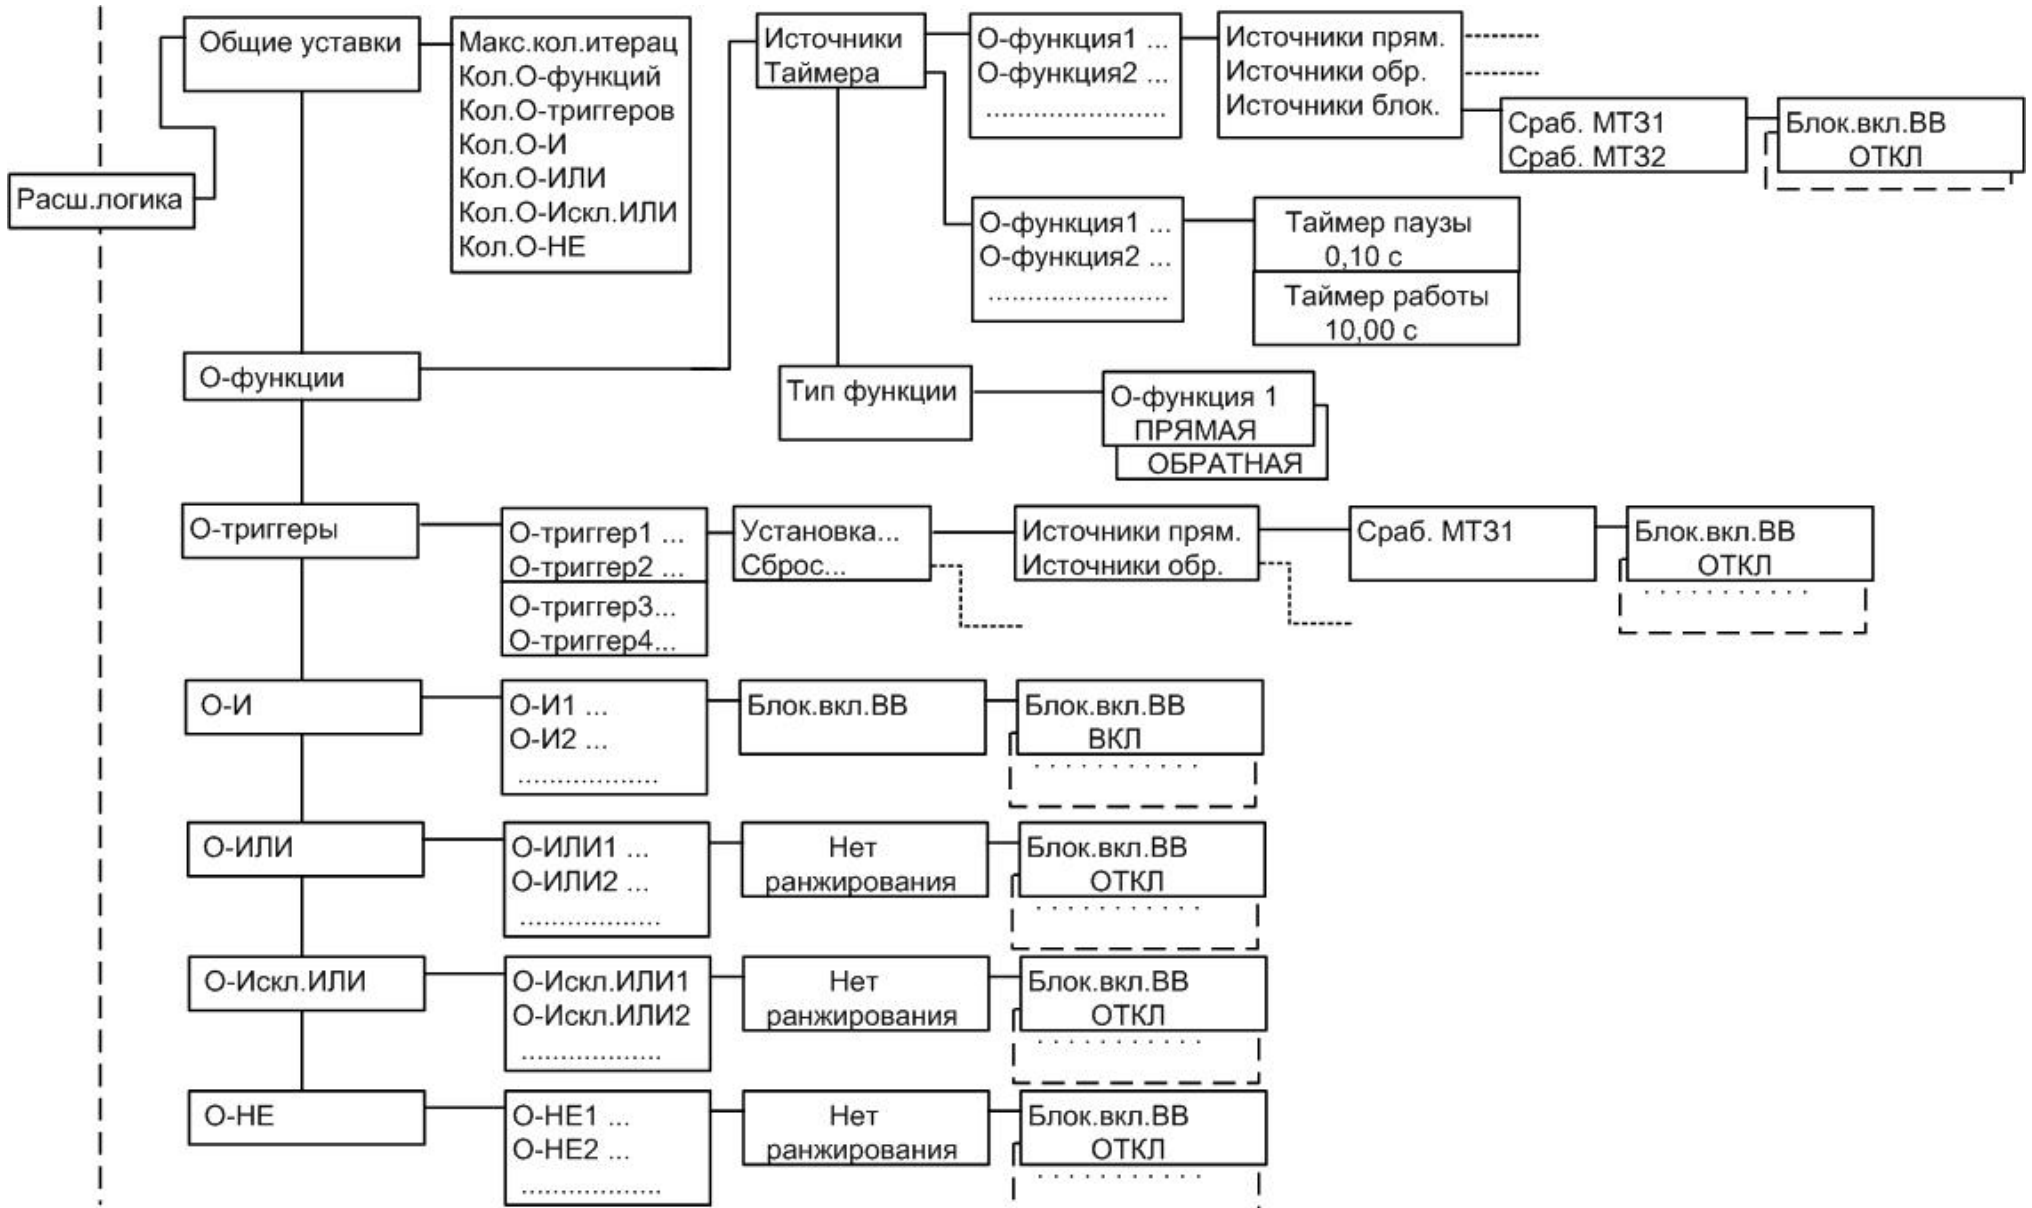 Расш.логика
Общие уставки
Макс.кол.итерац
Кол.О-функций
Кол.О-триггеров
Кол.О-И
Кол.О-ИЛИ
Кол.О-Искл.ИЛИ
Кол.О-НЕ
О-функции
Источники
Таймера
О-функция1 ...
О-функция2 ...
.......................
Источники прям.
Источники обр.
Источники блок.
Сраб. МТЗ1
Сраб. МТЗ2
Блок.вкл.ВВ
ОТКЛ
О-функция1 ...
О-функция2 ...
.......................
Таймер паузы
0,10 с
Таймер работы
10,00 с
Тип функции
О-функция 1
ПРЯМАЯ
ОБРАТНАЯ
О-триггеры
О-триггер1 ...
О-триггер2 ...
О-триггер3...
О-триггер4...
Установка...
Сброс...
Источники прям.
Источники обр.
Сраб. МТЗ1
Блок.вкл.ВВ
ОТКЛ
. . . . . . . . . . .
О-И
О-И1 ...
О-И2 ...
..................
Блок.вкл.ВВ
Блок.вкл.ВВ
ВКЛ
. . . . . . . . . . .
О-ИЛИ
О-ИЛИ1 ...
О-ИЛИ2 ...
..................
Нет
ранжирования
Блок.вкл.ВВ
ОТКЛ
. . . . . . . . . . .
О-Искл.ИЛИ
О-Искл.ИЛИ1
О-Искл.ИЛИ2
..................
Нет
ранжирования
Блок.вкл.ВВ
ОТКЛ
. . . . . . . . . . .
О-НЕ
О-НЕ1 ...
О-НЕ2 ...
..................
Нет
ранжирования
Блок.вкл.ВВ
ОТКЛ
. . . . . . . . . . .